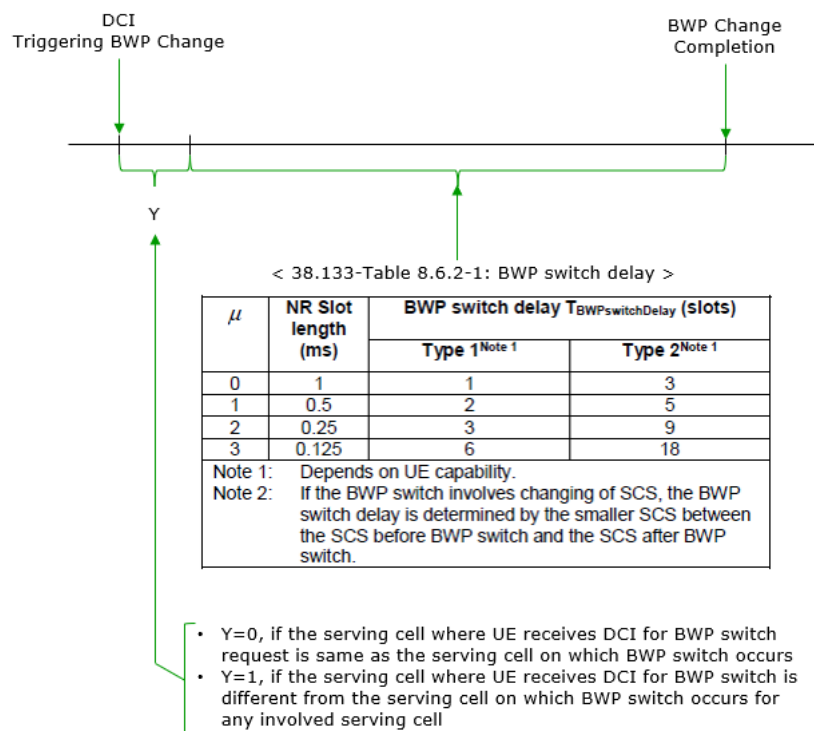 DCI
Triggering BWP Change
BWP Change
Completion
Y
< 38.133-Table 8.6.2-1: BWP switch delay >
μ NR Slot length (ms) BWP switch delay TBWPswitchDelay (slots)
Type 1Note 1 Type 2Note 1
0 1 1 3
1 0.5 2 5
2 0.25 3 9
3 0.125 6 18
Note 1: Depends on UE capability.
Note 2: If the BWP switch involves changing of SCS, the BWP
switch delay is determined by the smaller SCS between
the SCS before BWP switch and the SCS after BWP
switch.
• Y=0, if the serving cell where UE receives DCI for BWP switch
request is same as the serving cell on which BWP switch occurs
• Y=1, if the serving cell where UE receives DCI for BWP switch is
different from the serving cell on which BWP switch occurs for
any involved serving cell